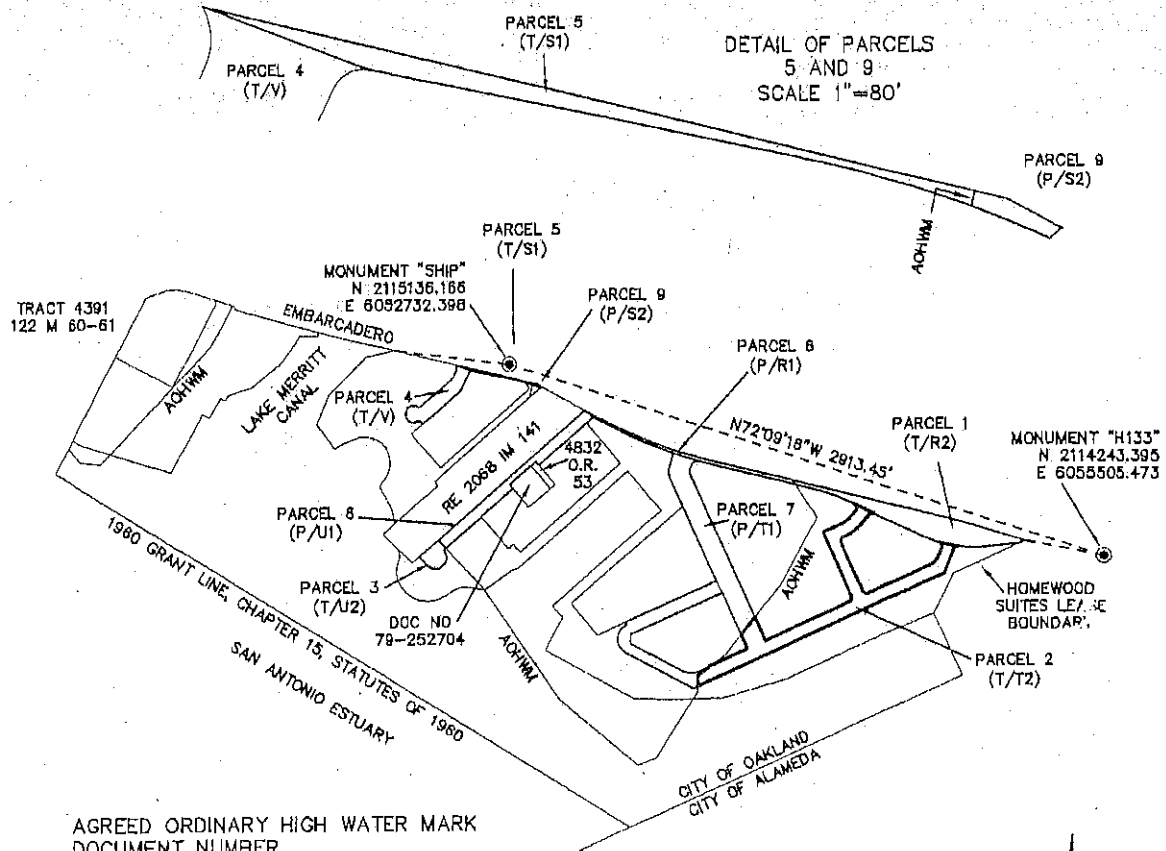 PARCEL 5
(T/S1)
DETAIL OF PARCELS
5 AND 9
SCALE 1"=80'
PARCEL 4
(T/V)
PARCEL 9
(P/S2)
AOHWM
PARCEL 5
(T/S1)
MONUMENT "SHIP"
N 2115136.166
E 6052732.398
PARCEL 9
(P/S2)
TRACT 4391
122 M 60-61
EMBARCADERO
PARCEL 6
(P/R1)
AOHWM
LAKE MERRITY
CANAL
PARCEL 4
(T/V)
N72°09'18"W 2913.45'
PARCEL 1
(T/R2)
MONUMENT "H133"
N 2114243.395
E 6055505.473
RE 2068 IM 141
4832
O.R.
53
PARCEL 8
(P/U1)
PARCEL 7
(P/T1)
AOHWM
PARCEL 3
(T/U2)
DOC NO
79-252704
HOMEWOOD
SUITES LEASE
BOUNDARY
1960 GRANT LINE, CHAPTER 15, STATUTES OF 1960
SAN ANTONIO ESTUARY
AOHWM
PARCEL 2
(T/T2)
CITY OF OAKLAND
CITY OF ALAMEDA
AGREED ORDINARY HIGH WATER MARK
DOCUMENT NUMBER